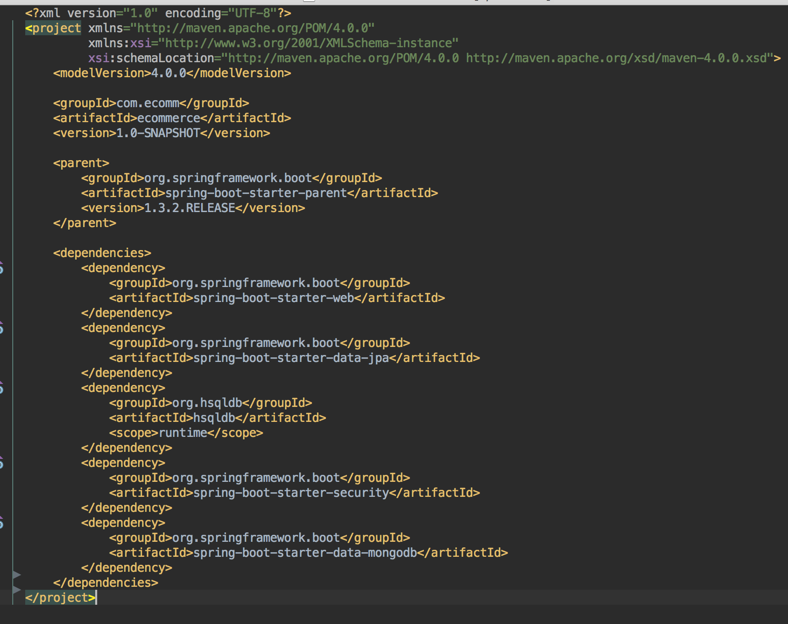 <?xml version="1.0" encoding="UTF-8"?>
<project xmlns="http://maven.apache.org/POM/4.0.0"
         xmlns:xsi="http://www.w3.org/2001/XMLSchema-instance"
         xsi:schemaLocation="http://maven.apache.org/POM/4.0.0 http://maven.apache.org/xsd/maven-4.0.0.xsd">
    <modelVersion>4.0.0</modelVersion>

    <groupId>com.ecomm</groupId>
    <artifactId>ecommerce</artifactId>
    <version>1.0-SNAPSHOT</version>

    <parent>
        <groupId>org.springframework.boot</groupId>
        <artifactId>spring-boot-starter-parent</artifactId>
        <version>1.3.2.RELEASE</version>
    </parent>

    <dependencies>
        <dependency>
            <groupId>org.springframework.boot</groupId>
            <artifactId>spring-boot-starter-web</artifactId>
        </dependency>
        <dependency>
            <groupId>org.springframework.boot</groupId>
            <artifactId>spring-boot-starter-data-jpa</artifactId>
        </dependency>
        <dependency>
            <groupId>org.hsqldb</groupId>
            <artifactId>hsqldb</artifactId>
            <scope>runtime</scope>
        </dependency>
        <dependency>
            <groupId>org.springframework.boot</groupId>
            <artifactId>spring-boot-starter-security</artifactId>
        </dependency>
        <dependency>
            <groupId>org.springframework.boot</groupId>
            <artifactId>spring-boot-starter-data-mongodb</artifactId>
        </dependency>
    </dependencies>
</project>